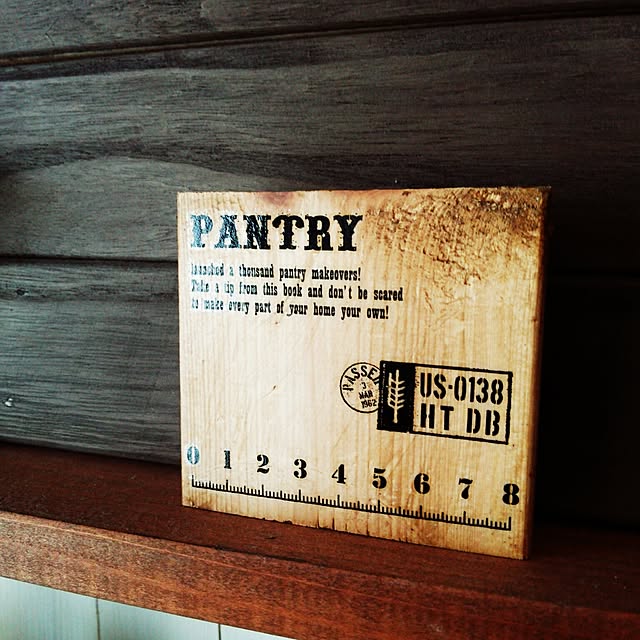 PANTRY
launched a thousand pantry makeovers!
Take a tip from this book and don't be scared
to made every part of your home your own!
PASSED
3
MAR
1962
US-0138
HT DB
0 1 2 3 4 5 6 7 8